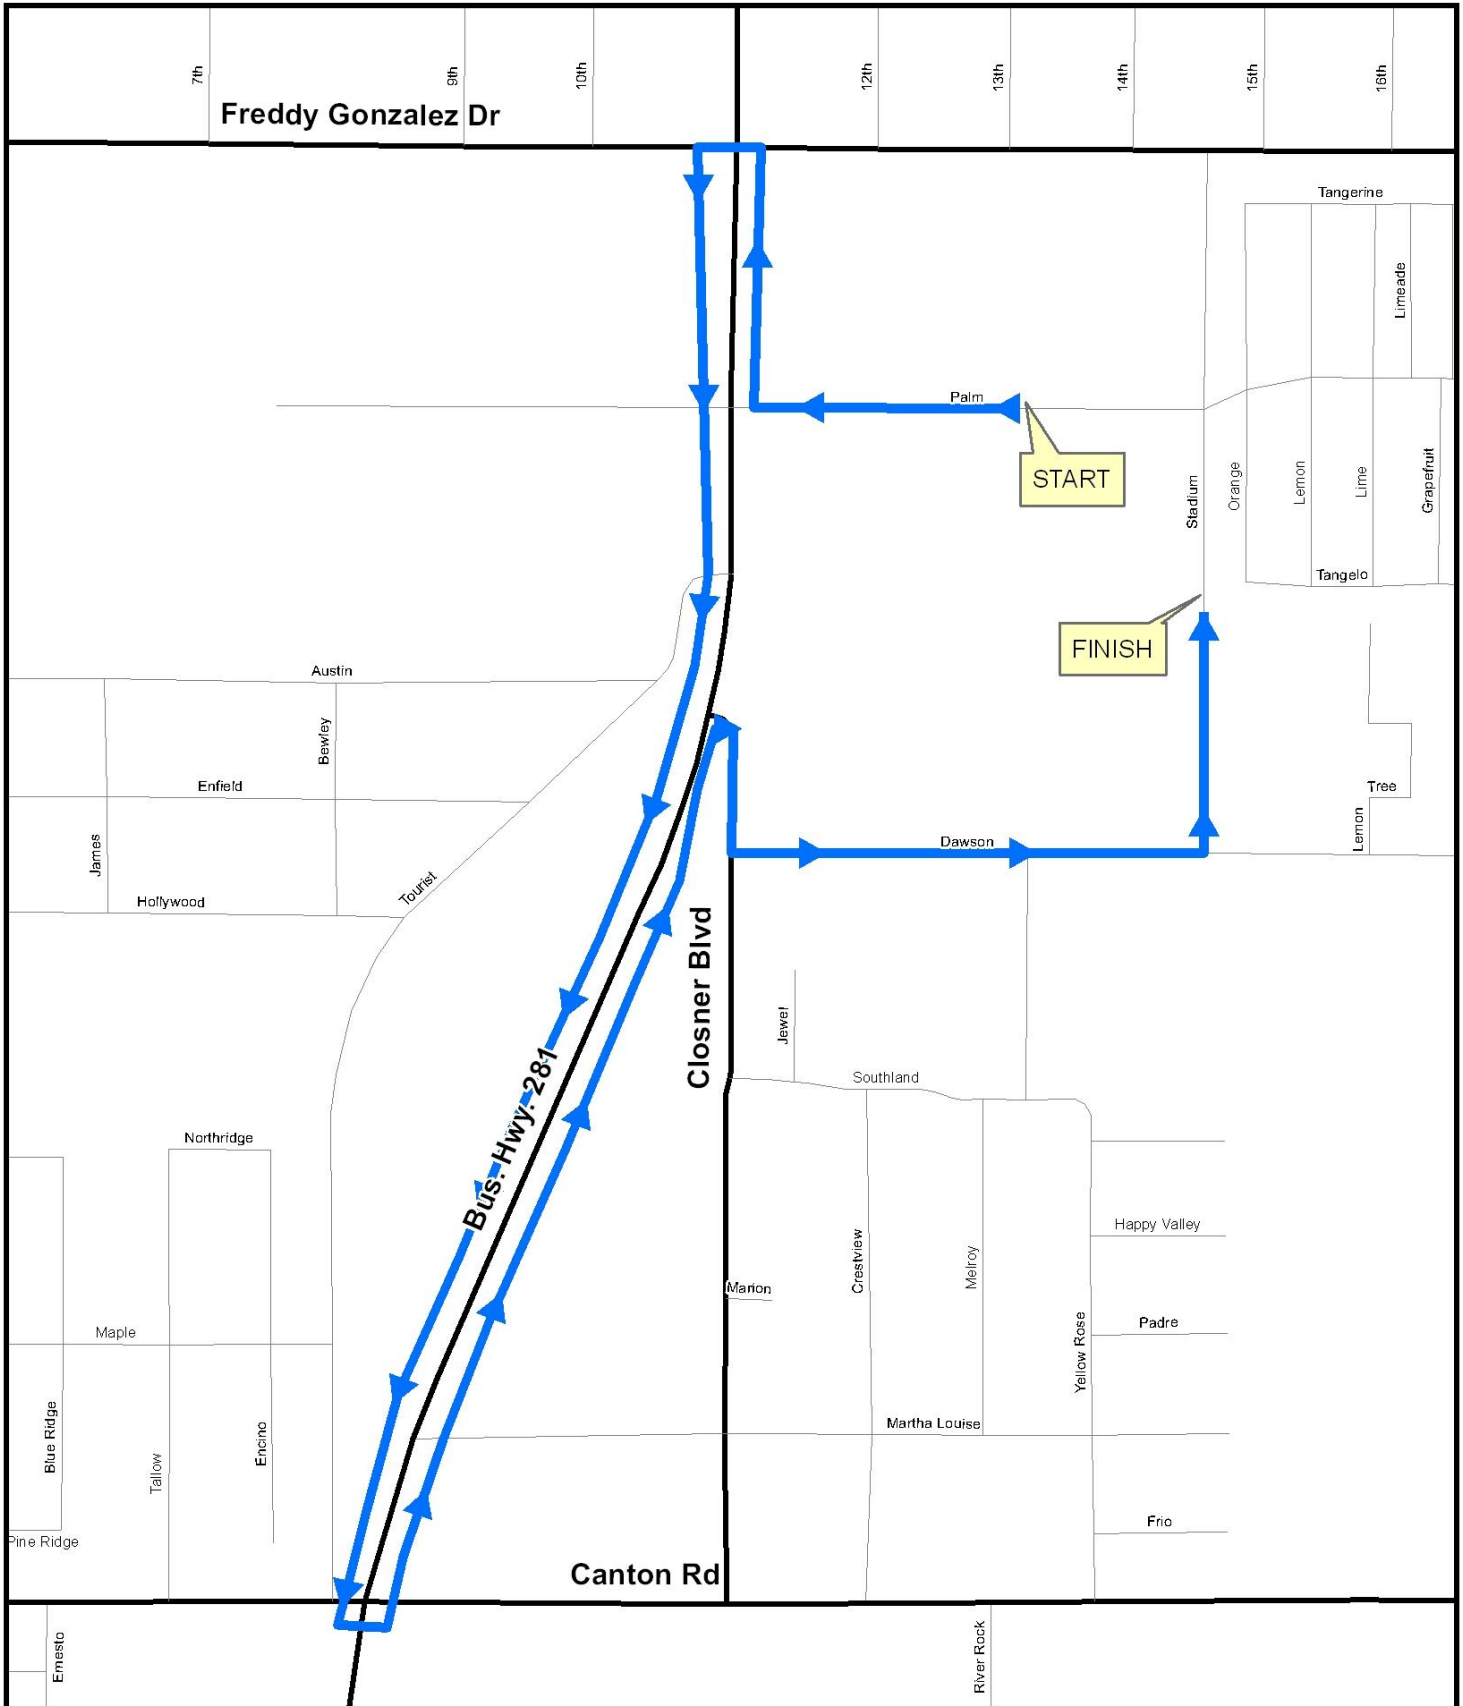 7th
9th
10th
12th
13th
14th
15th
16th
Freddy Gonzalez Dr
Tangerine
Limeade
Palm
START
Stadium
Orange
Lemon
Lime
Grapefruit
Tangelo
FINISH
Austin
Bewley
Enfield
James
Tourist
Hollywood
Tree
Lemon
Dawson
Closner Blvd
Jewel
Southland
Bus. Hwy. 281
Northridge
Happy Valley
Crestview
Melroy
Marion
Padre
Yellow Rose
Maple
Blue Ridge
Tallow
Encino
Martha Louise
Frio
Pine Ridge
Canton Rd
Ernesto
River Rock